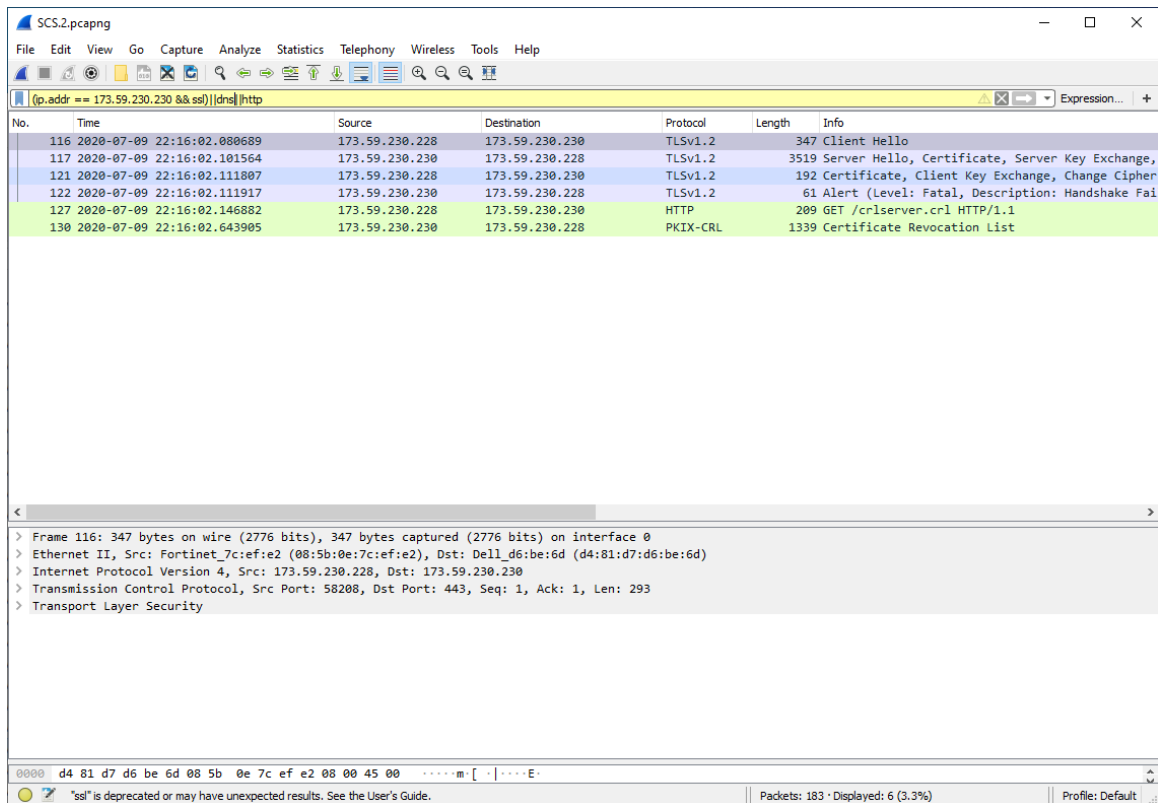 SCS.2.pcapng
File Edit View Go Capture Analyze Statistics Telephony Wireless Tools Help
(ip.addr == 173.59.230.230 && ssl)||dns||http Expression... +
No. Time Source Destination Protocol Length Info
116 2020-07-09 22:16:02.080689 173.59.230.228 173.59.230.230 TLSv1.2 347 Client Hello
117 2020-07-09 22:16:02.101564 173.59.230.230 173.59.230.228 TLSv1.2 3519 Server Hello, Certificate, Server Key Exchange,
121 2020-07-09 22:16:02.111807 173.59.230.228 173.59.230.230 TLSv1.2 192 Certificate, Client Key Exchange, Change Cipher
122 2020-07-09 22:16:02.111917 173.59.230.230 173.59.230.228 TLSv1.2 61 Alert (Level: Fatal, Description: Handshake Fai
127 2020-07-09 22:16:02.146882 173.59.230.228 173.59.230.230 HTTP 209 GET /crlserver.crl HTTP/1.1
130 2020-07-09 22:16:02.643905 173.59.230.230 173.59.230.228 PKIX-CRL 1339 Certificate Revocation List
> Frame 116: 347 bytes on wire (2776 bits), 347 bytes captured (2776 bits) on interface 0
> Ethernet II, Src: Fortinet_7c:ef:e2 (08:5b:0e:7c:ef:e2), Dst: Dell_d6:be:6d (d4:81:d7:d6:be:6d)
> Internet Protocol Version 4, Src: 173.59.230.228, Dst: 173.59.230.230
> Transmission Control Protocol, Src Port: 58208, Dst Port: 443, Seq: 1, Ack: 1, Len: 293
> Transport Layer Security
0000 d4 81 d7 d6 be 6d 08 5b 0e 7c ef e2 08 00 45 00 ·····m·[ ·|····E·
"ssl" is deprecated or may have unexpected results. See the User's Guide. Packets: 183 · Displayed: 6 (3.3%) Profile: Default